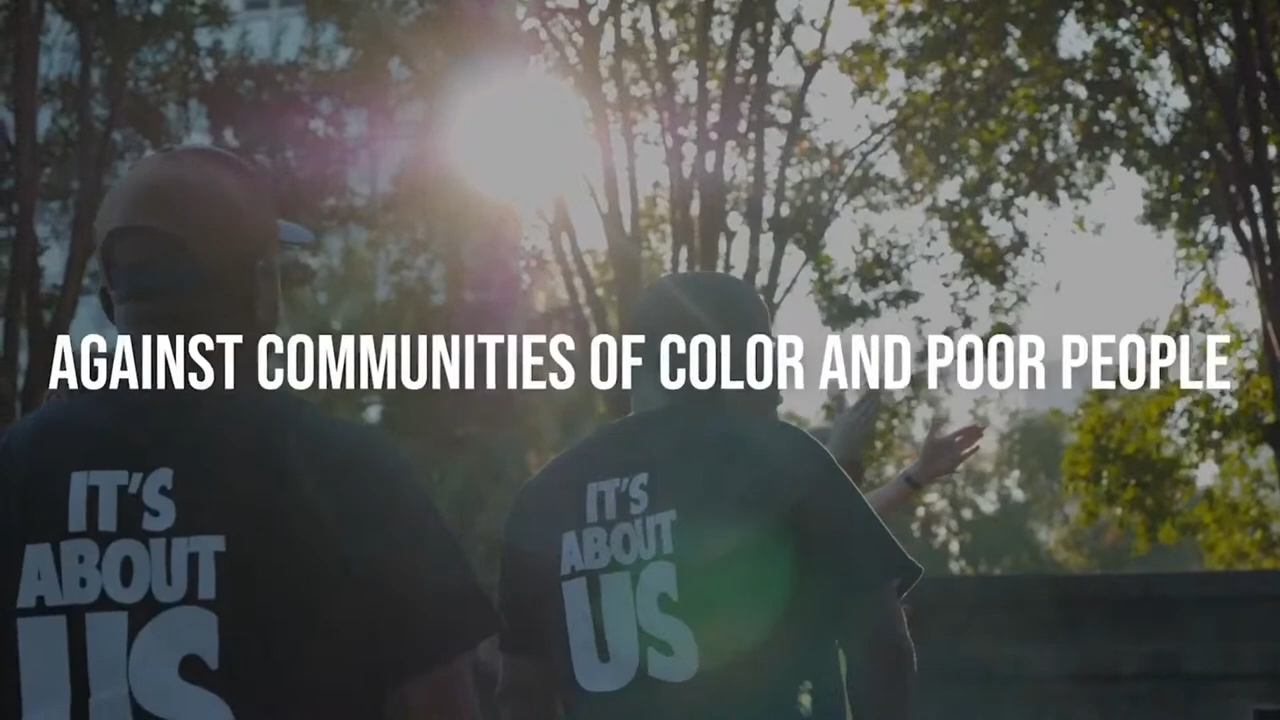 AGAINST COMMUNITIES OF COLOR AND POOR PEOPLE
IT'S
ABOUT
US
IT'S
ABOUT
US